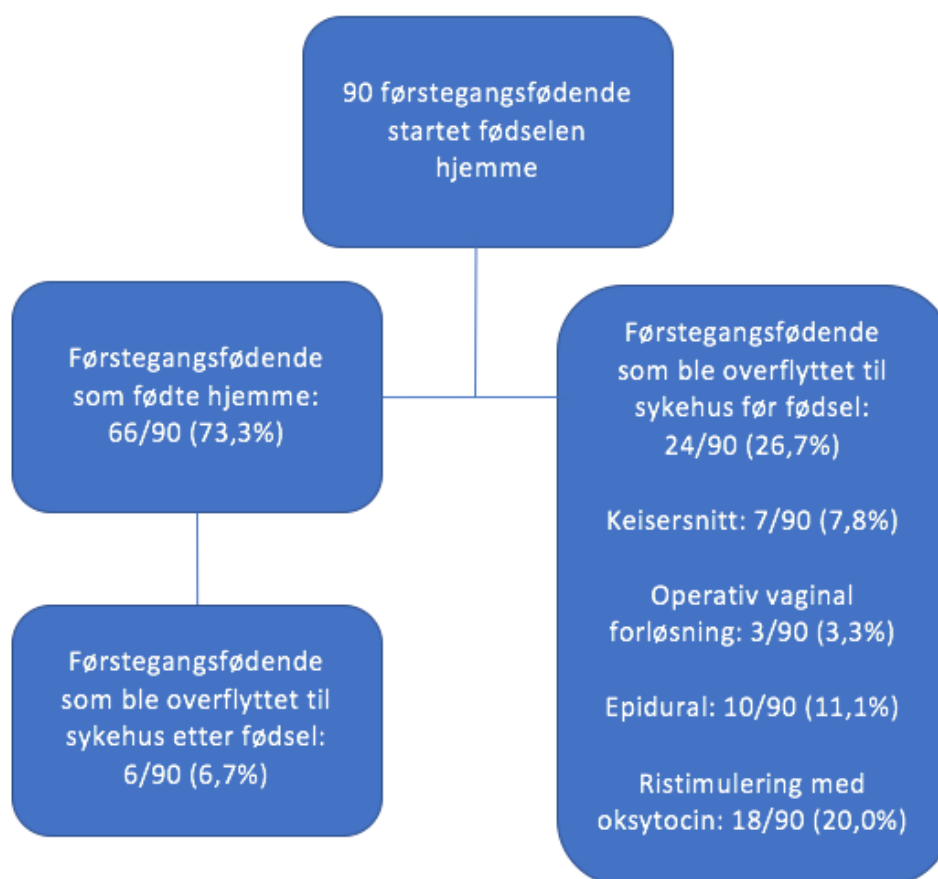 90 førstegangsfødende
startet fødselen
hjemme
Førstegangsfødende
som fødte hjemme:
66/90 (73,3%)
Førstegangsfødende
som ble overflyttet til
sykehus etter fødsel:
6/90 (6,7%)
Førstegangsfødende
som ble overflyttet til
sykehus før fødsel:
24/90 (26,7%)
Keisersnitt: 7/90 (7,8%)
Operativ vaginal
forløsning: 3/90 (3,3%)
Epidural: 10/90 (11,1%)
Ristimulering med
oksytocin: 18/90 (20,0%)